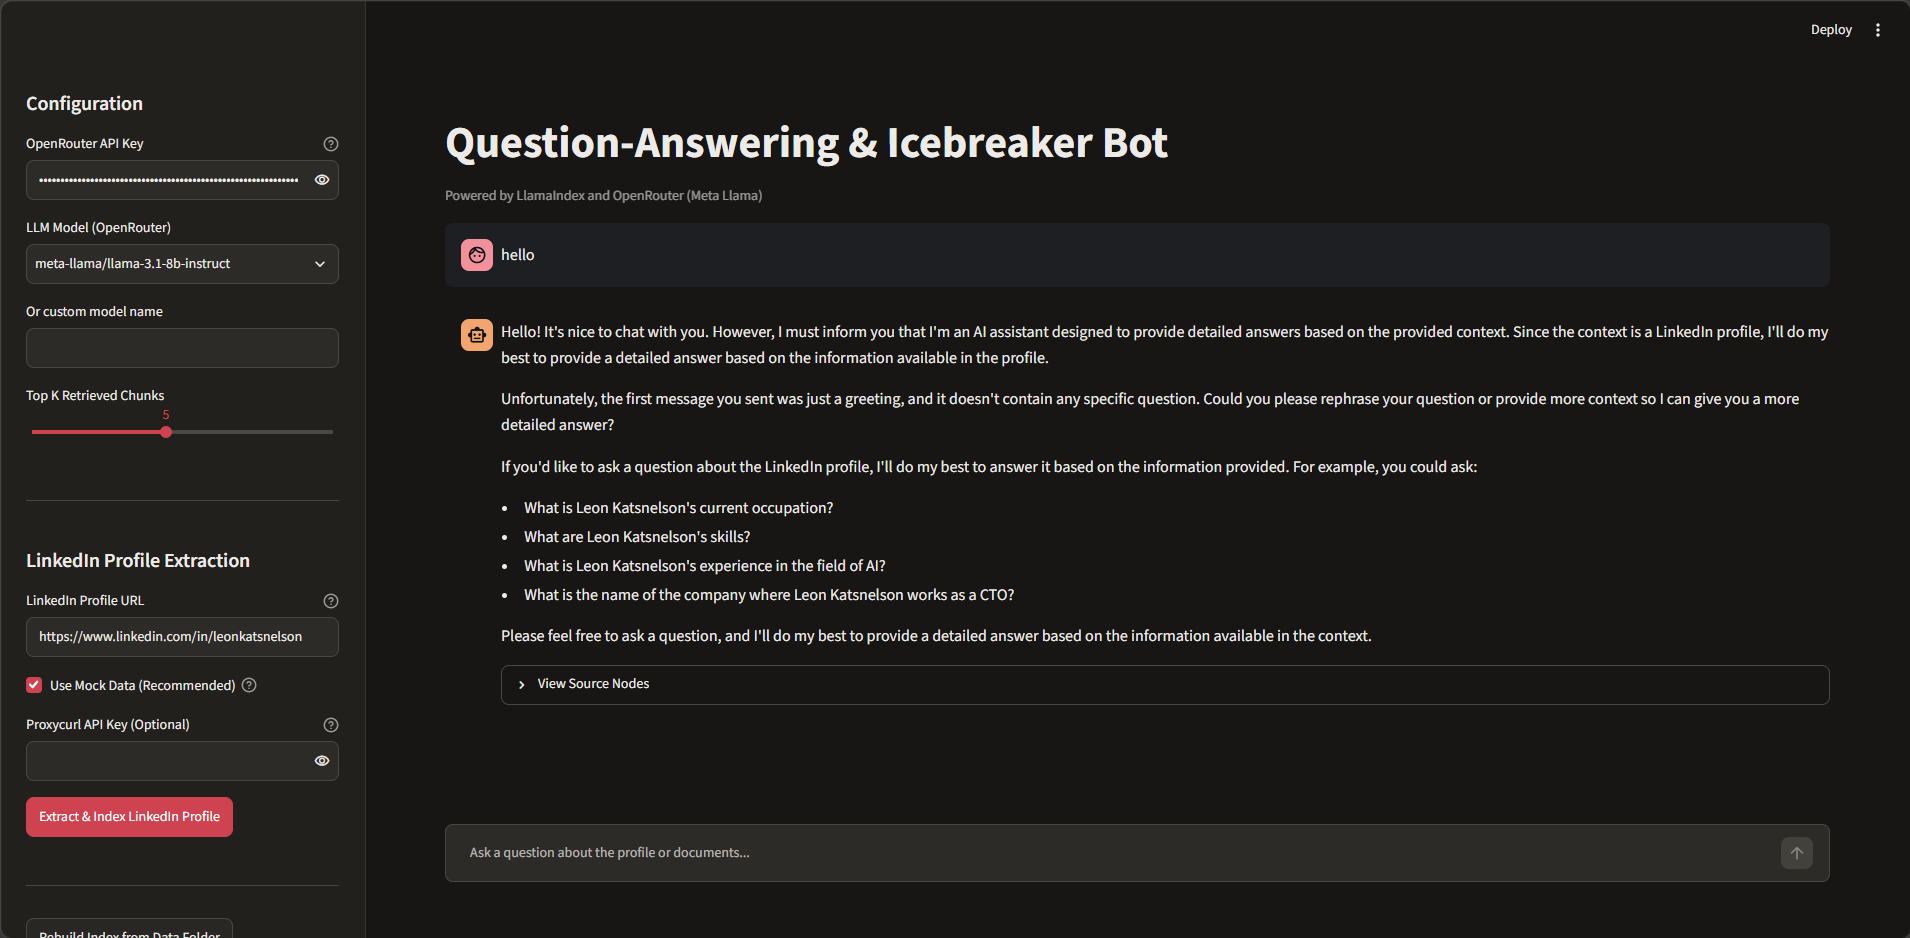 Deploy
Configuration
OpenRouter API Key
LLM Model (OpenRouter)
meta-llama/llama-3.1-8b-instruct
Or custom model name
Top K Retrieved Chunks
5
LinkedIn Profile Extraction
LinkedIn Profile URL
https://www.linkedin.com/in/leonkatsnelson
Use Mock Data (Recommended)
Proxycurl API Key (Optional)
Extract & Index LinkedIn Profile
Rebuild Index from Data Folder
Question-Answering & Icebreaker Bot
Powered by LlamaIndex and OpenRouter (Meta Llama)
hello
Hello! It's nice to chat with you. However, I must inform you that I'm an AI assistant designed to provide detailed answers based on the provided context. Since the context is a LinkedIn profile, I'll do my
best to provide a detailed answer based on the information available in the profile.
Unfortunately, the first message you sent was just a greeting, and it doesn't contain any specific question. Could you please rephrase your question or provide more context so I can give you a more
detailed answer?
If you'd like to ask a question about the LinkedIn profile, I'll do my best to answer it based on the information provided. For example, you could ask:
• What is Leon Katsnelson's current occupation?
• What are Leon Katsnelson's skills?
• What is Leon Katsnelson's experience in the field of AI?
• What is the name of the company where Leon Katsnelson works as a CTO?
Please feel free to ask a question, and I'll do my best to provide a detailed answer based on the information available in the context.
View Source Nodes
Ask a question about the profile or documents...